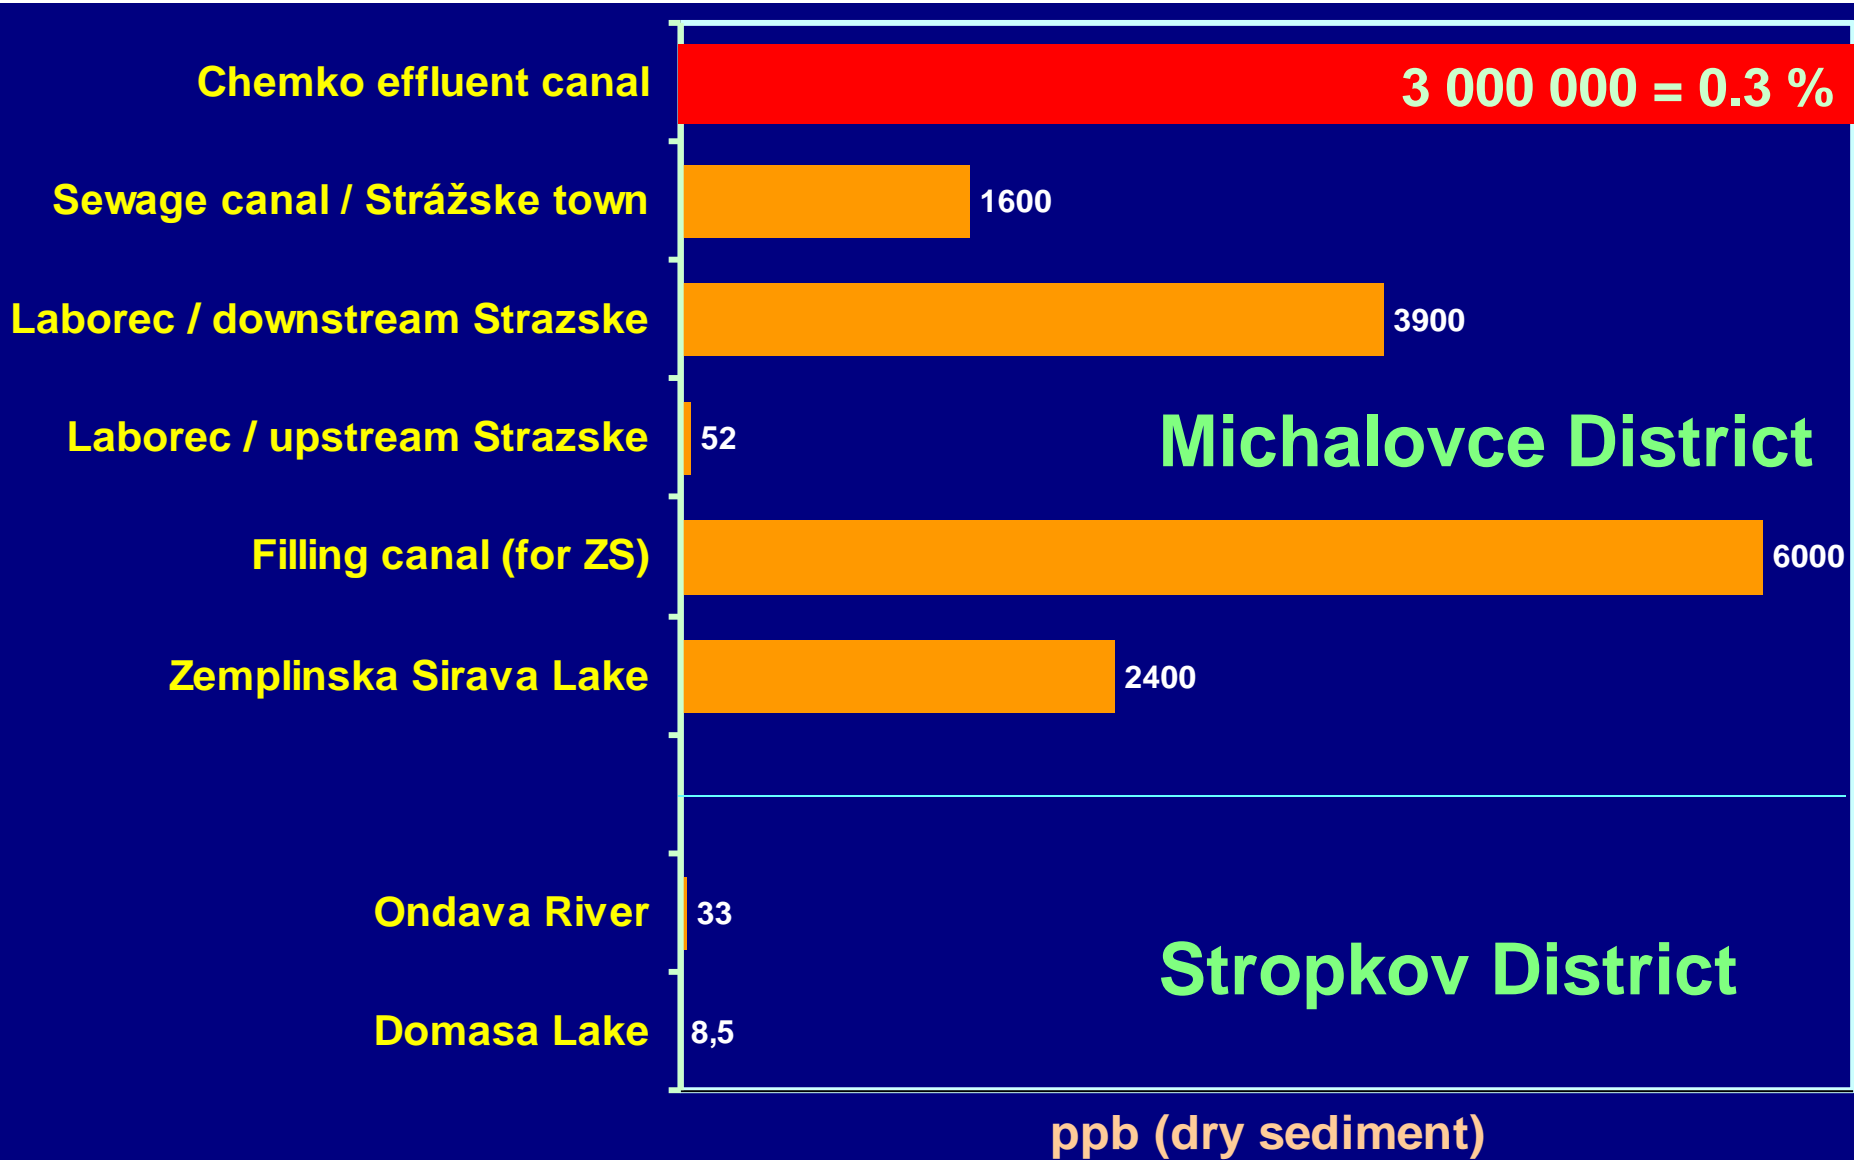 Chemko effluent canal
3 000 000 = 0.3 %
Sewage canal / Strážske town
1600
Laborec / downstream Strazske
3900
Laborec / upstream Strazske
52
Michalovce District
Filling canal (for ZS)
6000
Zemplinska Sirava Lake
2400
Ondava River
33
Stropkov District
Domasa Lake
8,5
ppb (dry sediment)